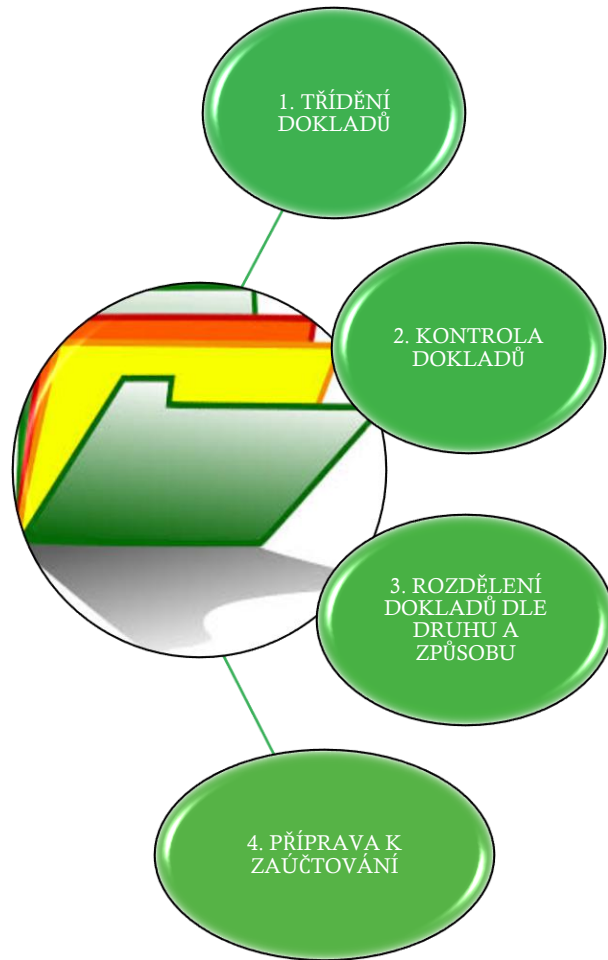 1. TŘÍDĚNÍ
DOKLADŮ
2. KONTROLA
DOKLADŮ
3. ROZDĚLENÍ
DOKLADŮ DLE
DRUHU A
ZPŮSOBU
4. PŘÍPRAVA K
ZAÚČTOVÁNÍ